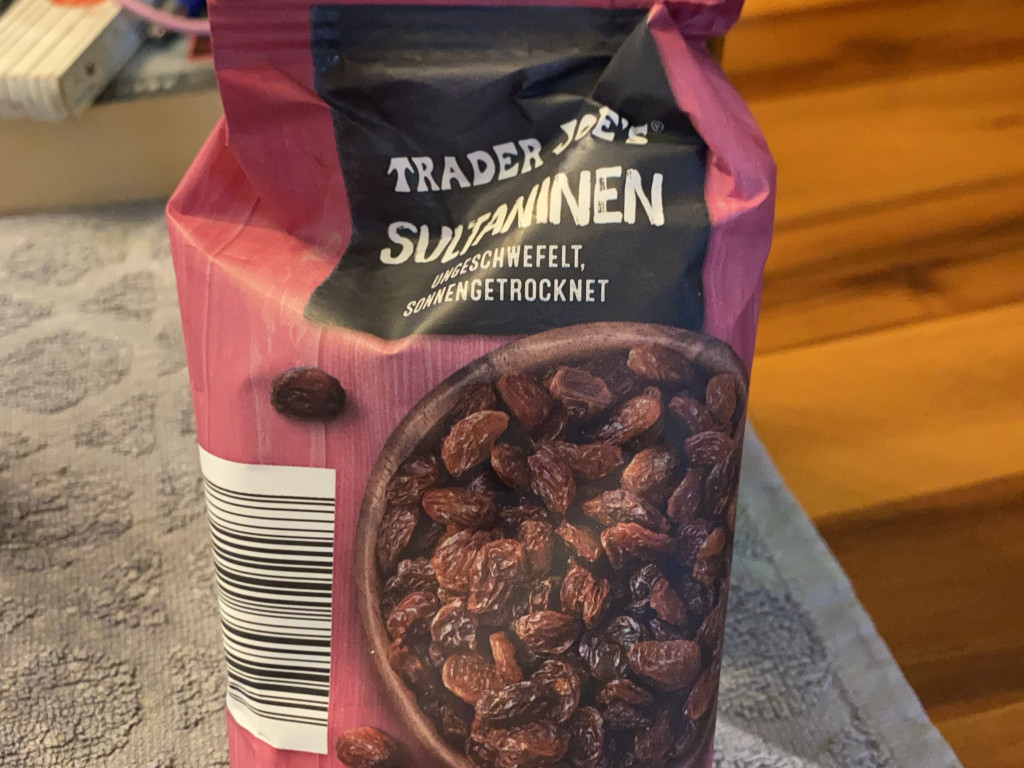 TRADER JOE'S®
SULTANINEN
UNGESCHWEFELT,
SONNENGETROCKNET